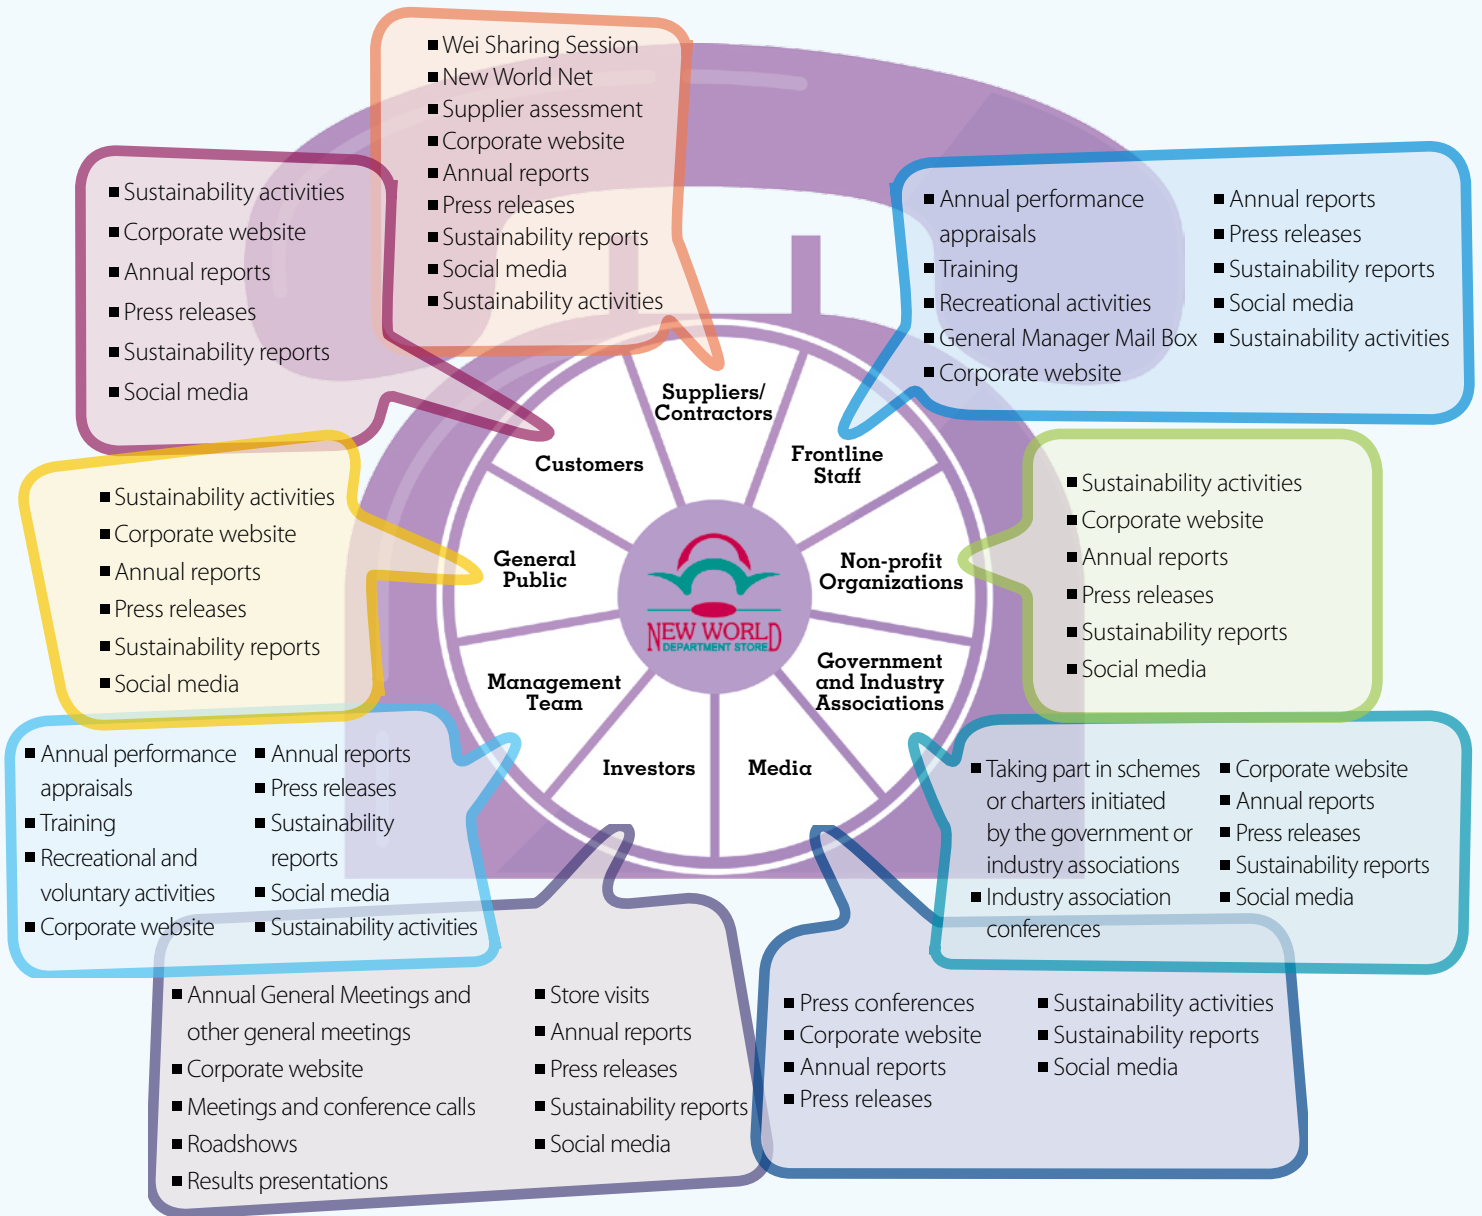 Wei Sharing Session
New World Net
Supplier assessment
Corporate website
Annual reports
Press releases
Sustainability reports
Social media
Sustainability activities
Sustainability activities
Corporate website
Annual reports
Press releases
Sustainability reports
Social media
Annual performance
appraisals
Training
Recreational activities
General Manager Mail Box
Corporate website
Annual reports
Press releases
Sustainability reports
Social media
Sustainability activities
Suppliers/
Contractors
Customers
Frontline
Staff
General
Public
Non-profit
Organizations
NEW WORLD
DEPARTMENT STORE
Management
Team
Government
and Industry
Associations
Investors
Media
Sustainability activities
Corporate website
Annual reports
Press releases
Sustainability reports
Social media
Sustainability activities
Corporate website
Annual reports
Press releases
Sustainability reports
Social media
Annual performance
appraisals
Training
Recreational and
voluntary activities
Corporate website
Annual reports
Press releases
Sustainability
reports
Social media
Sustainability activities
Taking part in schemes
or charters initiated
by the government or
industry associations
Industry association
conferences
Corporate website
Annual reports
Press releases
Sustainability reports
Social media
Annual General Meetings and
other general meetings
Corporate website
Meetings and conference calls
Roadshows
Results presentations
Store visits
Annual reports
Press releases
Sustainability reports
Social media
Press conferences
Corporate website
Annual reports
Press releases
Sustainability activities
Sustainability reports
Social media